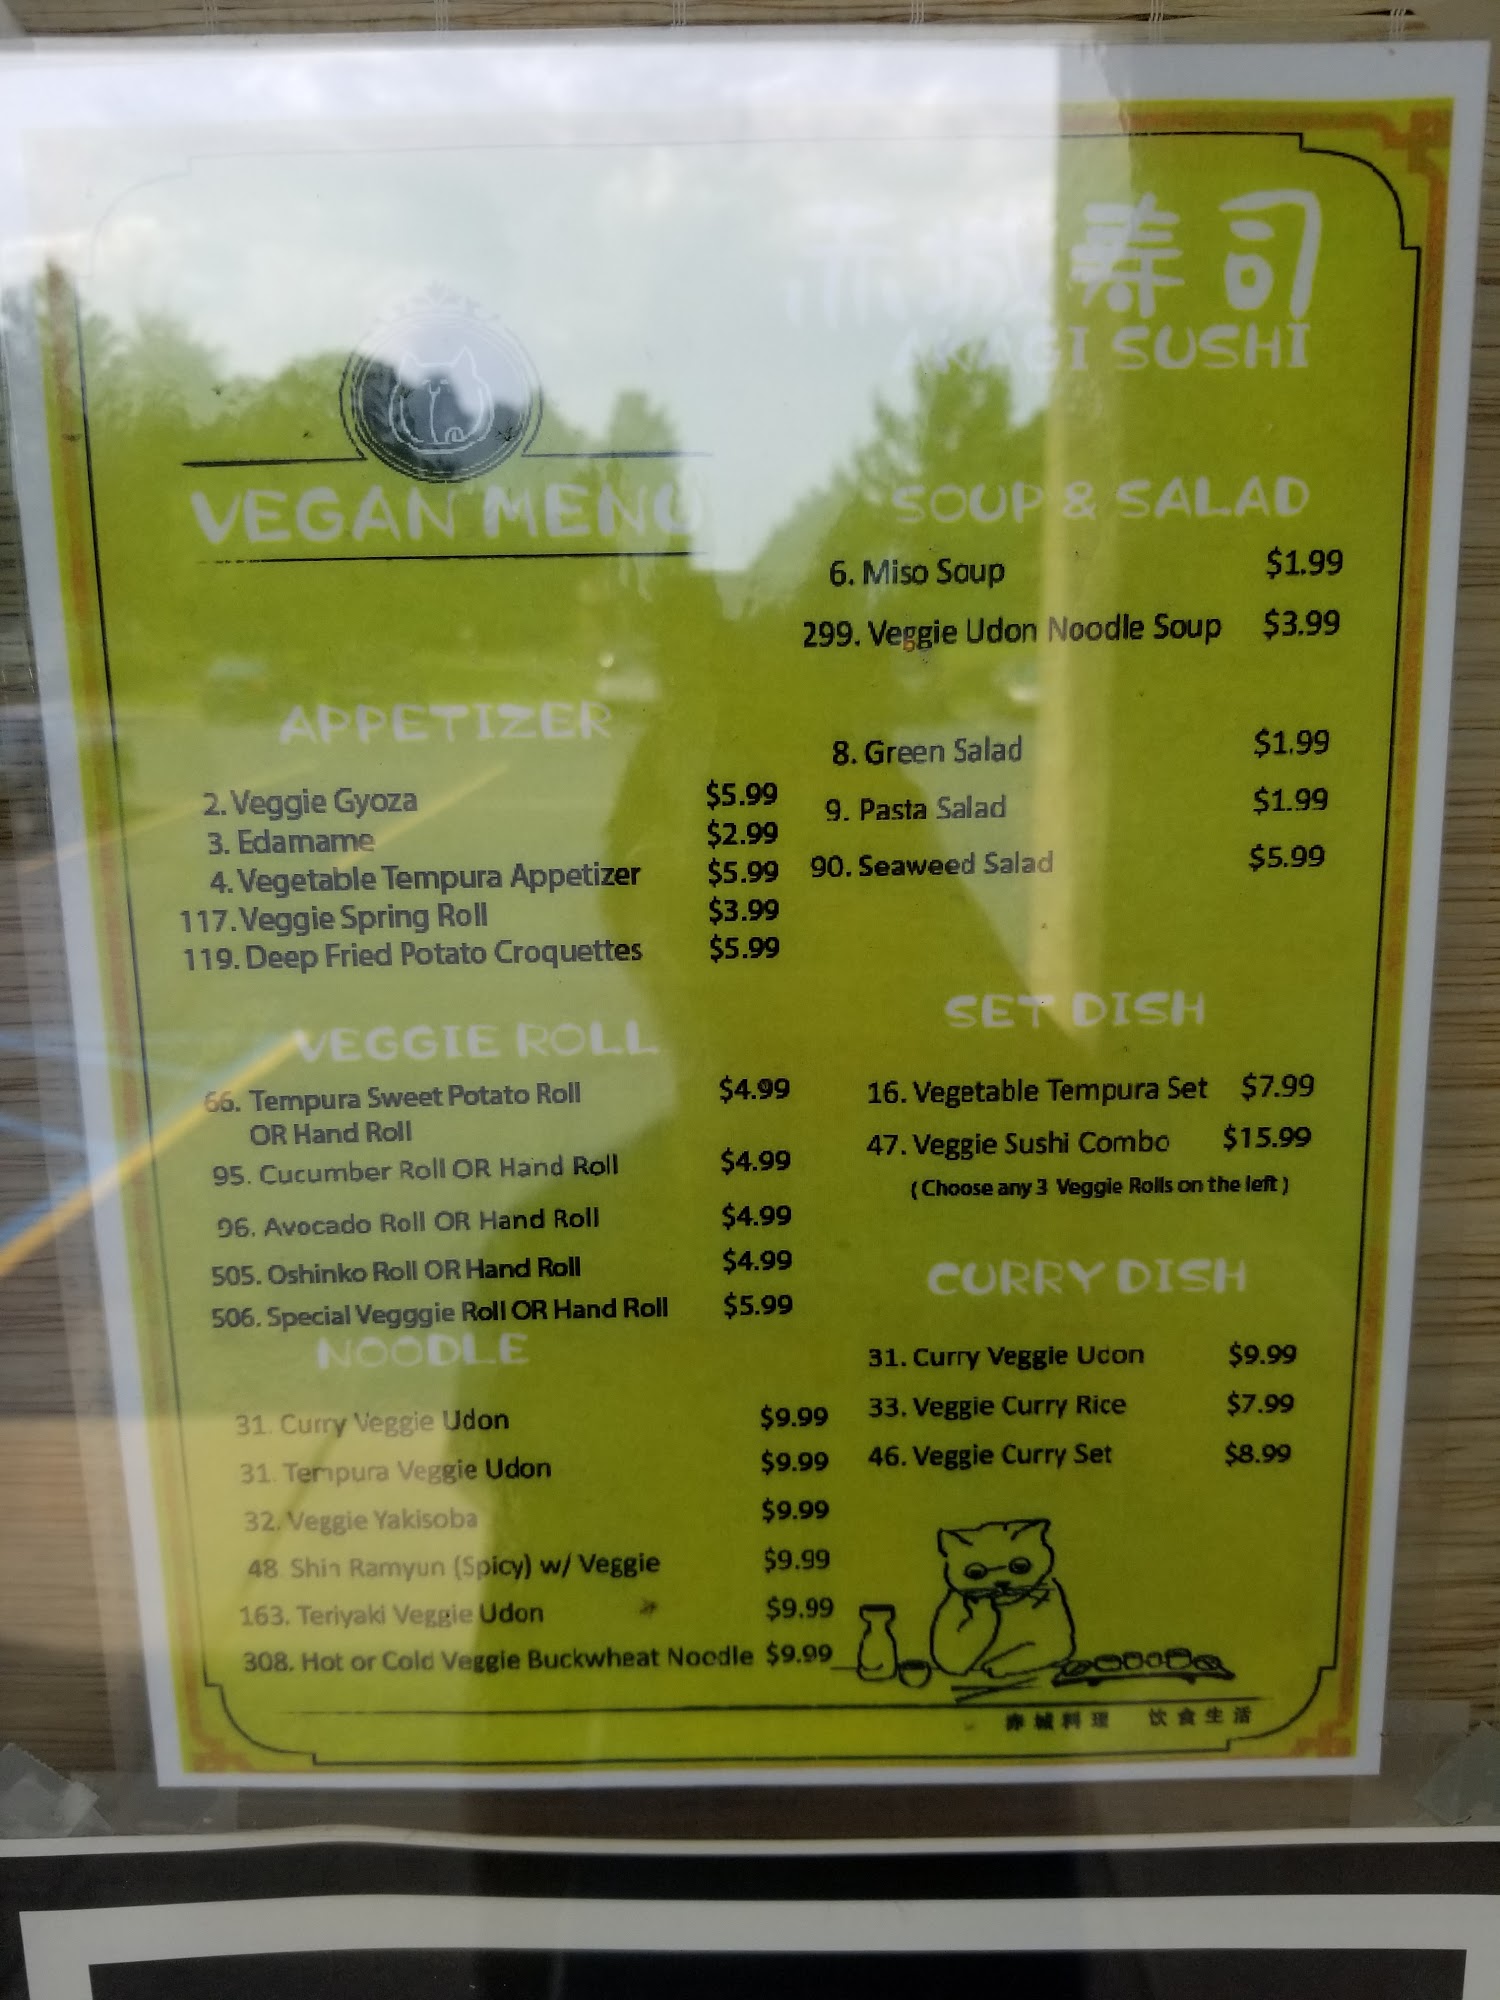 寿司
AKAGI SUSHI
VEGAN MENU
APPETIZER
2. Veggie Gyoza $5.99
3. Edamame $2.99
4. Vegetable Tempura Appetizer $5.99
117. Veggie Spring Roll $3.99
119. Deep Fried Potato Croquettes $5.99
VEGGIE ROLL
66. Tempura Sweet Potato Roll $4.99
OR Hand Roll
95. Cucumber Roll OR Hand Roll $4.99
96. Avocado Roll OR Hand Roll $4.99
505. Oshinko Roll OR Hand Roll $4.99
506. Special Vegggie Roll OR Hand Roll $5.99
NOODLE
31. Curry Veggie Udon $9.99
31. Tempura Veggie Udon $9.99
32. Veggie Yakisoba $9.99
48. Shin Ramyun (Spicy) w/ Veggie $9.99
163. Teriyaki Veggie Udon $9.99
308. Hot or Cold Veggie Buckwheat Noodle $9.99
SOUP & SALAD
6. Miso Soup $1.99
299. Veggie Udon Noodle Soup $3.99
8. Green Salad $1.99
9. Pasta Salad $1.99
90. Seaweed Salad $5.99
SET DISH
16. Vegetable Tempura Set $7.99
47. Veggie Sushi Combo $15.99
( Choose any 3 Veggie Rolls on the left )
CURRY DISH
31. Curry Veggie Udon $9.99
33. Veggie Curry Rice $7.99
46. Veggie Curry Set $8.99
赤城料理 饮食生活